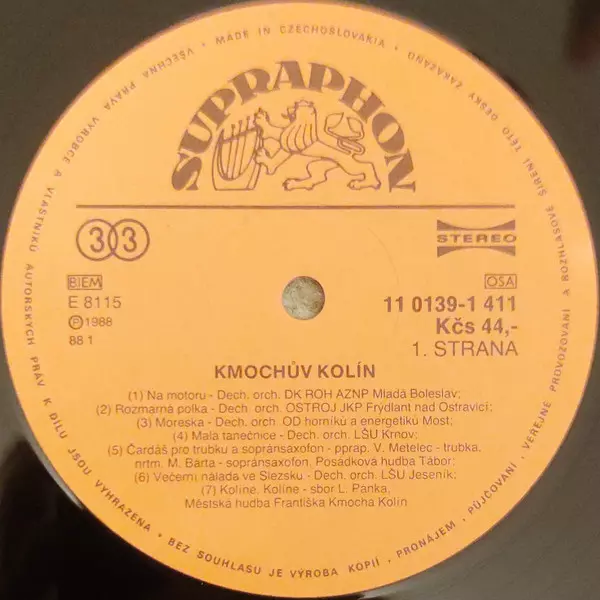 VŠECHNA PRÁVA VÝROBCE A VLASTNÍKŮ AUTORSKÝCH PRÁV K DÍLU JSOU VYHRAZENA • BEZ SOUHLASU JE VÝROBA KOPIÍ, PRONÁJEM, PŮJČOVÁNÍ, VEŘEJNÉ PROVOZOVÁNÍ A ROZHLASOVÉ ŠÍŘENÍ TÉTO DESKY ZAKÁZÁNO • MADE IN CZECHOSLOVAKIA •
SUPRAPHON
33
STEREO
BIEM
OSA
E 8115
11 0139-1 411
Ⓟ 1988
Kčs 44,-
88 1
1. STRANA
KMOCHŮV KOLÍN
(1) Na motoru - Dech. orch. DK ROH AZNP Mladá Boleslav;
(2) Rozmarná polka - Dech. orch. OSTROJ JKP Frýdlant nad Ostravicí;
(3) Moreska - Dech. orch. OD horníků a energetiků Most;
(4) Malá tanečnice - Dech. orch. LŠU Krnov;
(5) Čardáš pro trubku a sopránsaxofon - pprap. V. Metelec - trubka,
nrtm. M. Bárta - sopránsaxofon, Posádková hudba Tábor;
(6) Večerní nálada ve Slezsku - Dech. orch. LŠU Jeseník;
(7) Kolíne, Kolíne - sbor L. Pánka,
Městská hudba Františka Kmocha Kolín